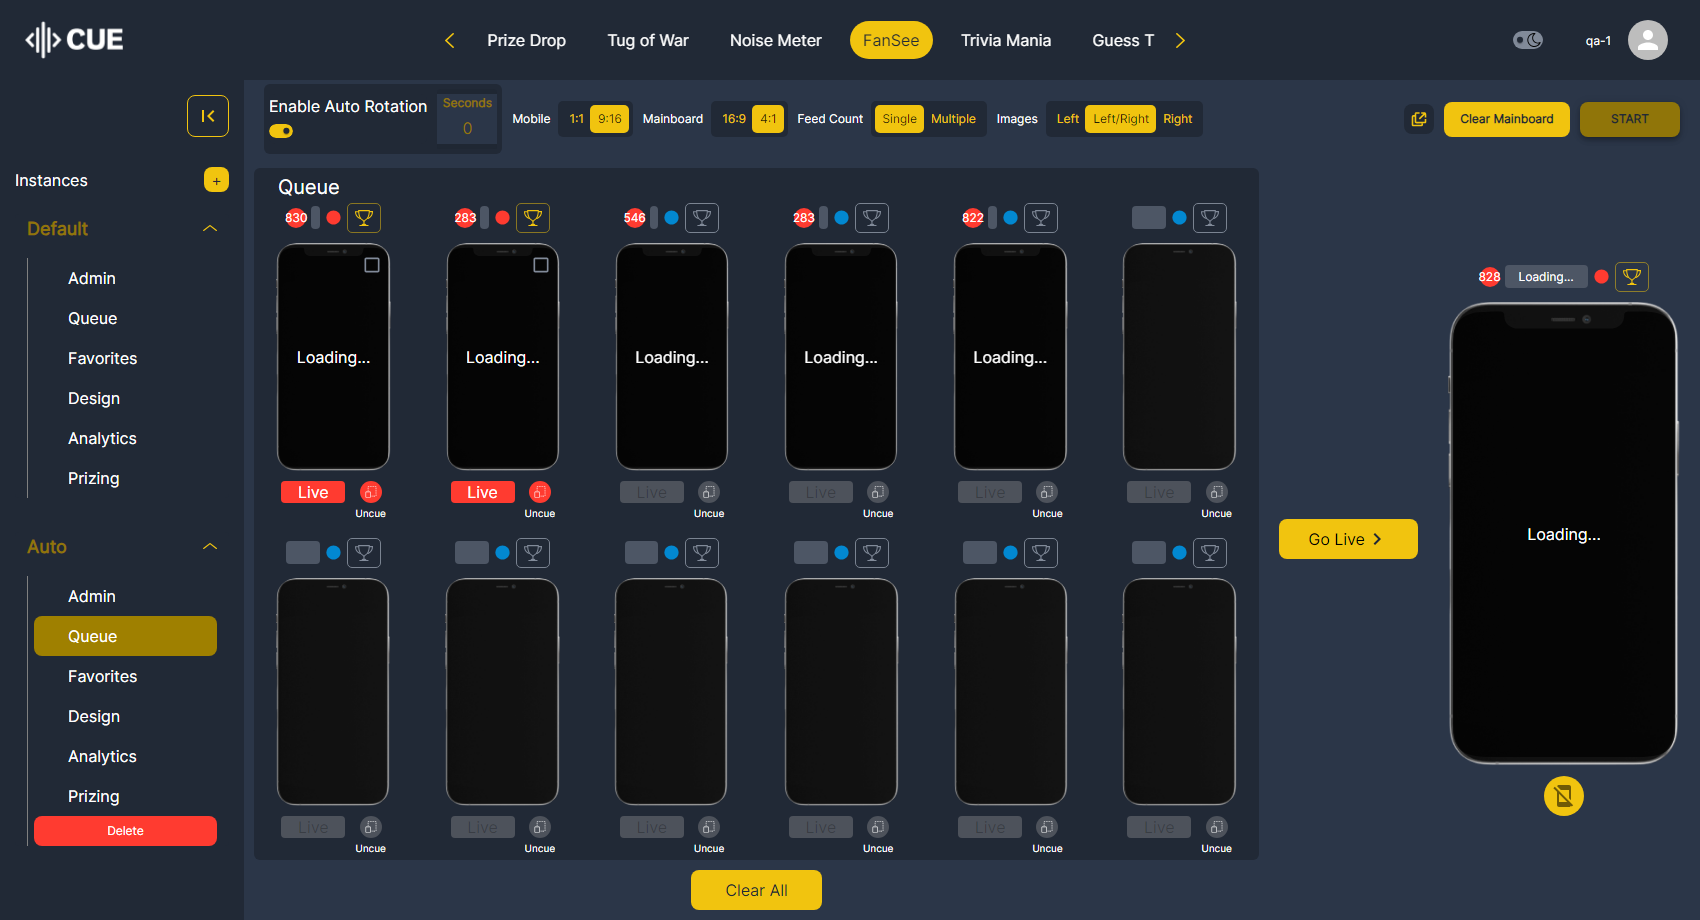 CUE
Prize Drop
Tug of War
Noise Meter
FanSee
Trivia Mania
Guess T
qa-1
Enable Auto Rotation
Seconds
0
Mobile
1:1
9:16
Mainboard
16:9
4:1
Feed Count
Single
Multiple
Images
Left
Left/Right
Right
Clear Mainboard
START
Instances
+
Default
Admin
Queue
Favorites
Design
Analytics
Prizing
Auto
Admin
Queue
Favorites
Design
Analytics
Prizing
Delete
Queue
830
283
546
283
822
Loading...
Loading...
Loading...
Loading...
Loading...
Live
Live
Live
Live
Live
Live
Uncue
Uncue
Uncue
Uncue
Uncue
Uncue
Live
Live
Live
Live
Live
Live
Uncue
Uncue
Uncue
Uncue
Uncue
Uncue
Clear All
Go Live
828
Loading...
Loading...